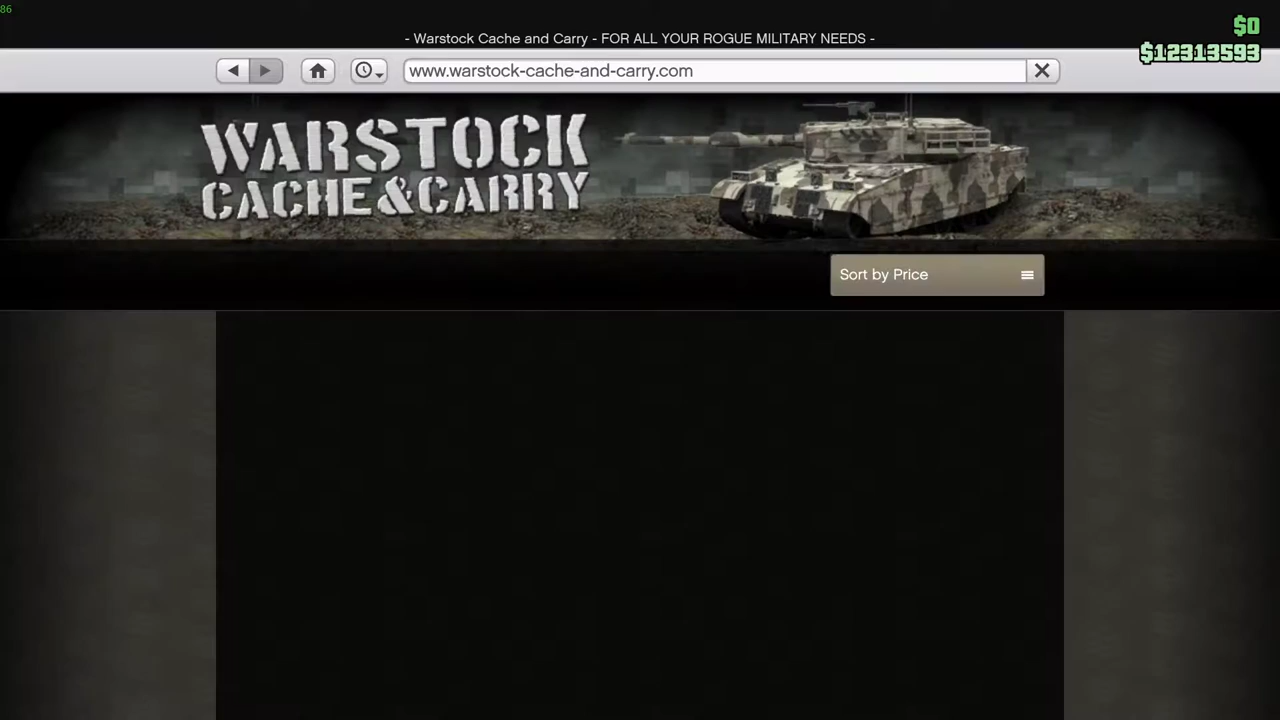 86
$0
- Warstock Cache and Carry - FOR ALL YOUR ROGUE MILITARY NEEDS -
$12313593
www.warstock-cache-and-carry.com
WARSTOCK
CACHE&CARRY
Sort by Price